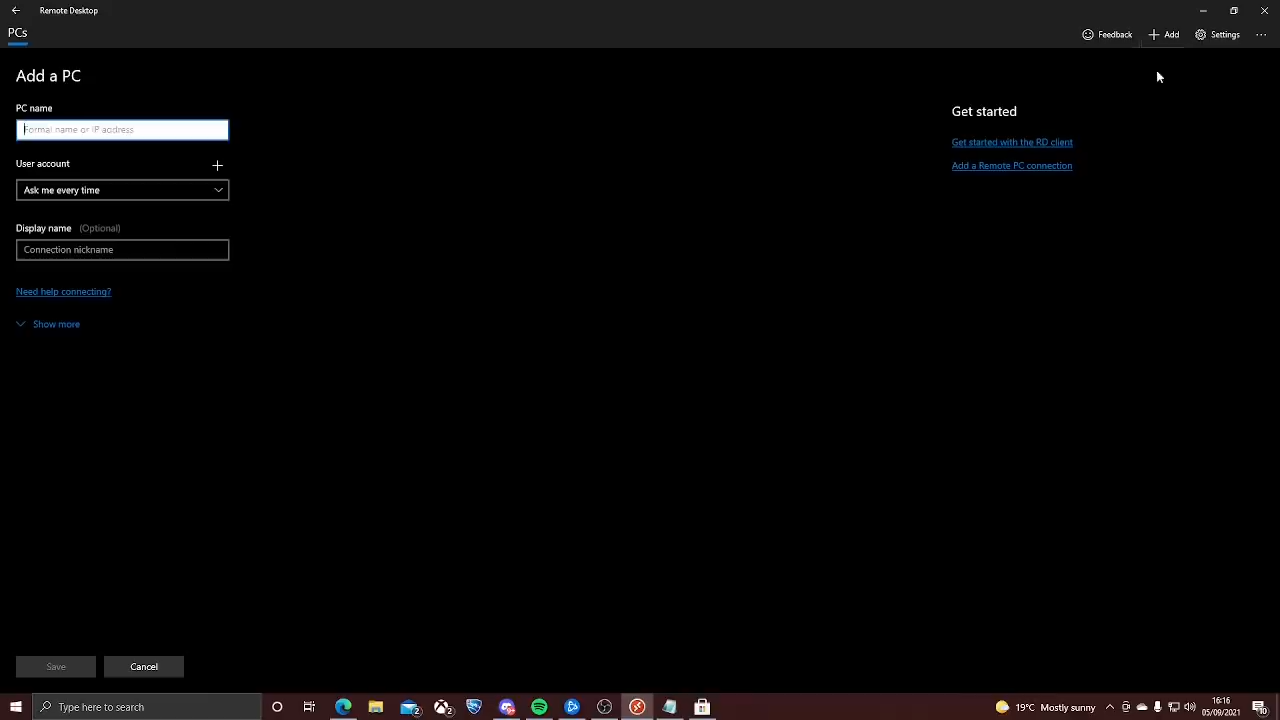 Remote Desktop
PCs
Feedback
Add
Settings
Add a PC
PC name
Formal name or IP address
User account
Ask me every time
Display name (Optional)
Connection nickname
Need help connecting?
Show more
Get started
Get started with the RD client
Add a Remote PC connection
Save
Cancel
Type here to search
2
2
19°C Mostly sunny
16:16
05/09/2021